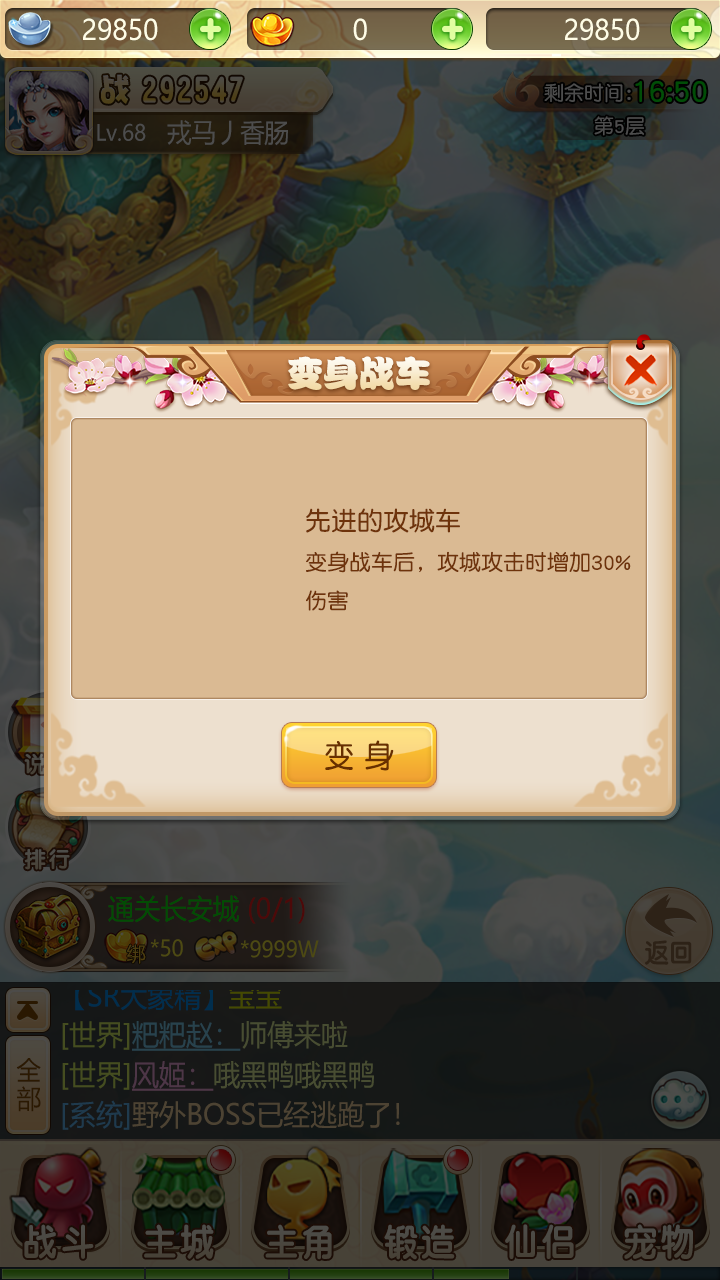 29850
0
29850
战 292547
剩余时间:16:50
Lv.68 戎马丿香肠
第5层
变身战车
先进的攻城车
变身战车后，攻城攻击时增加30%
伤害
变身
说
排行
通关长安城 (0/1)
绑 *50 EXP *9999W
返回
【SR大象精】宝宝
[世界]粑粑赵：师傅来啦
[世界]风姬：哦黑鸭哦黑鸭
全部
[系统]野外BOSS已经逃跑了！
战斗
主城
主角
锻造
仙侣
宠物